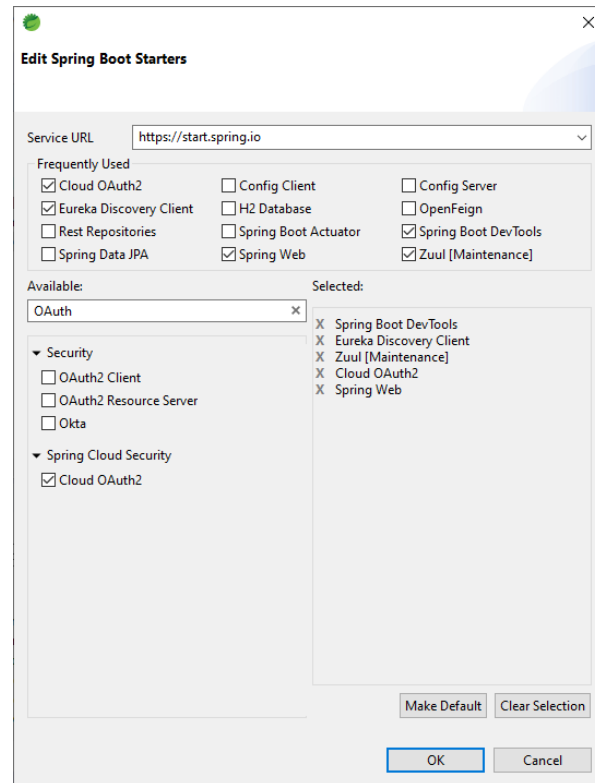 Edit Spring Boot Starters
Service URL https://start.spring.io
Frequently Used
Cloud OAuth2 Config Client Config Server
Eureka Discovery Client H2 Database OpenFeign
Rest Repositories Spring Boot Actuator Spring Boot DevTools
Spring Data JPA Spring Web Zuul [Maintenance]
Available:
OAuth
Security
OAuth2 Client
OAuth2 Resource Server
Okta
Spring Cloud Security
Cloud OAuth2
Selected:
X Spring Boot DevTools
X Eureka Discovery Client
X Zuul [Maintenance]
X Cloud OAuth2
X Spring Web
Make Default Clear Selection
OK Cancel